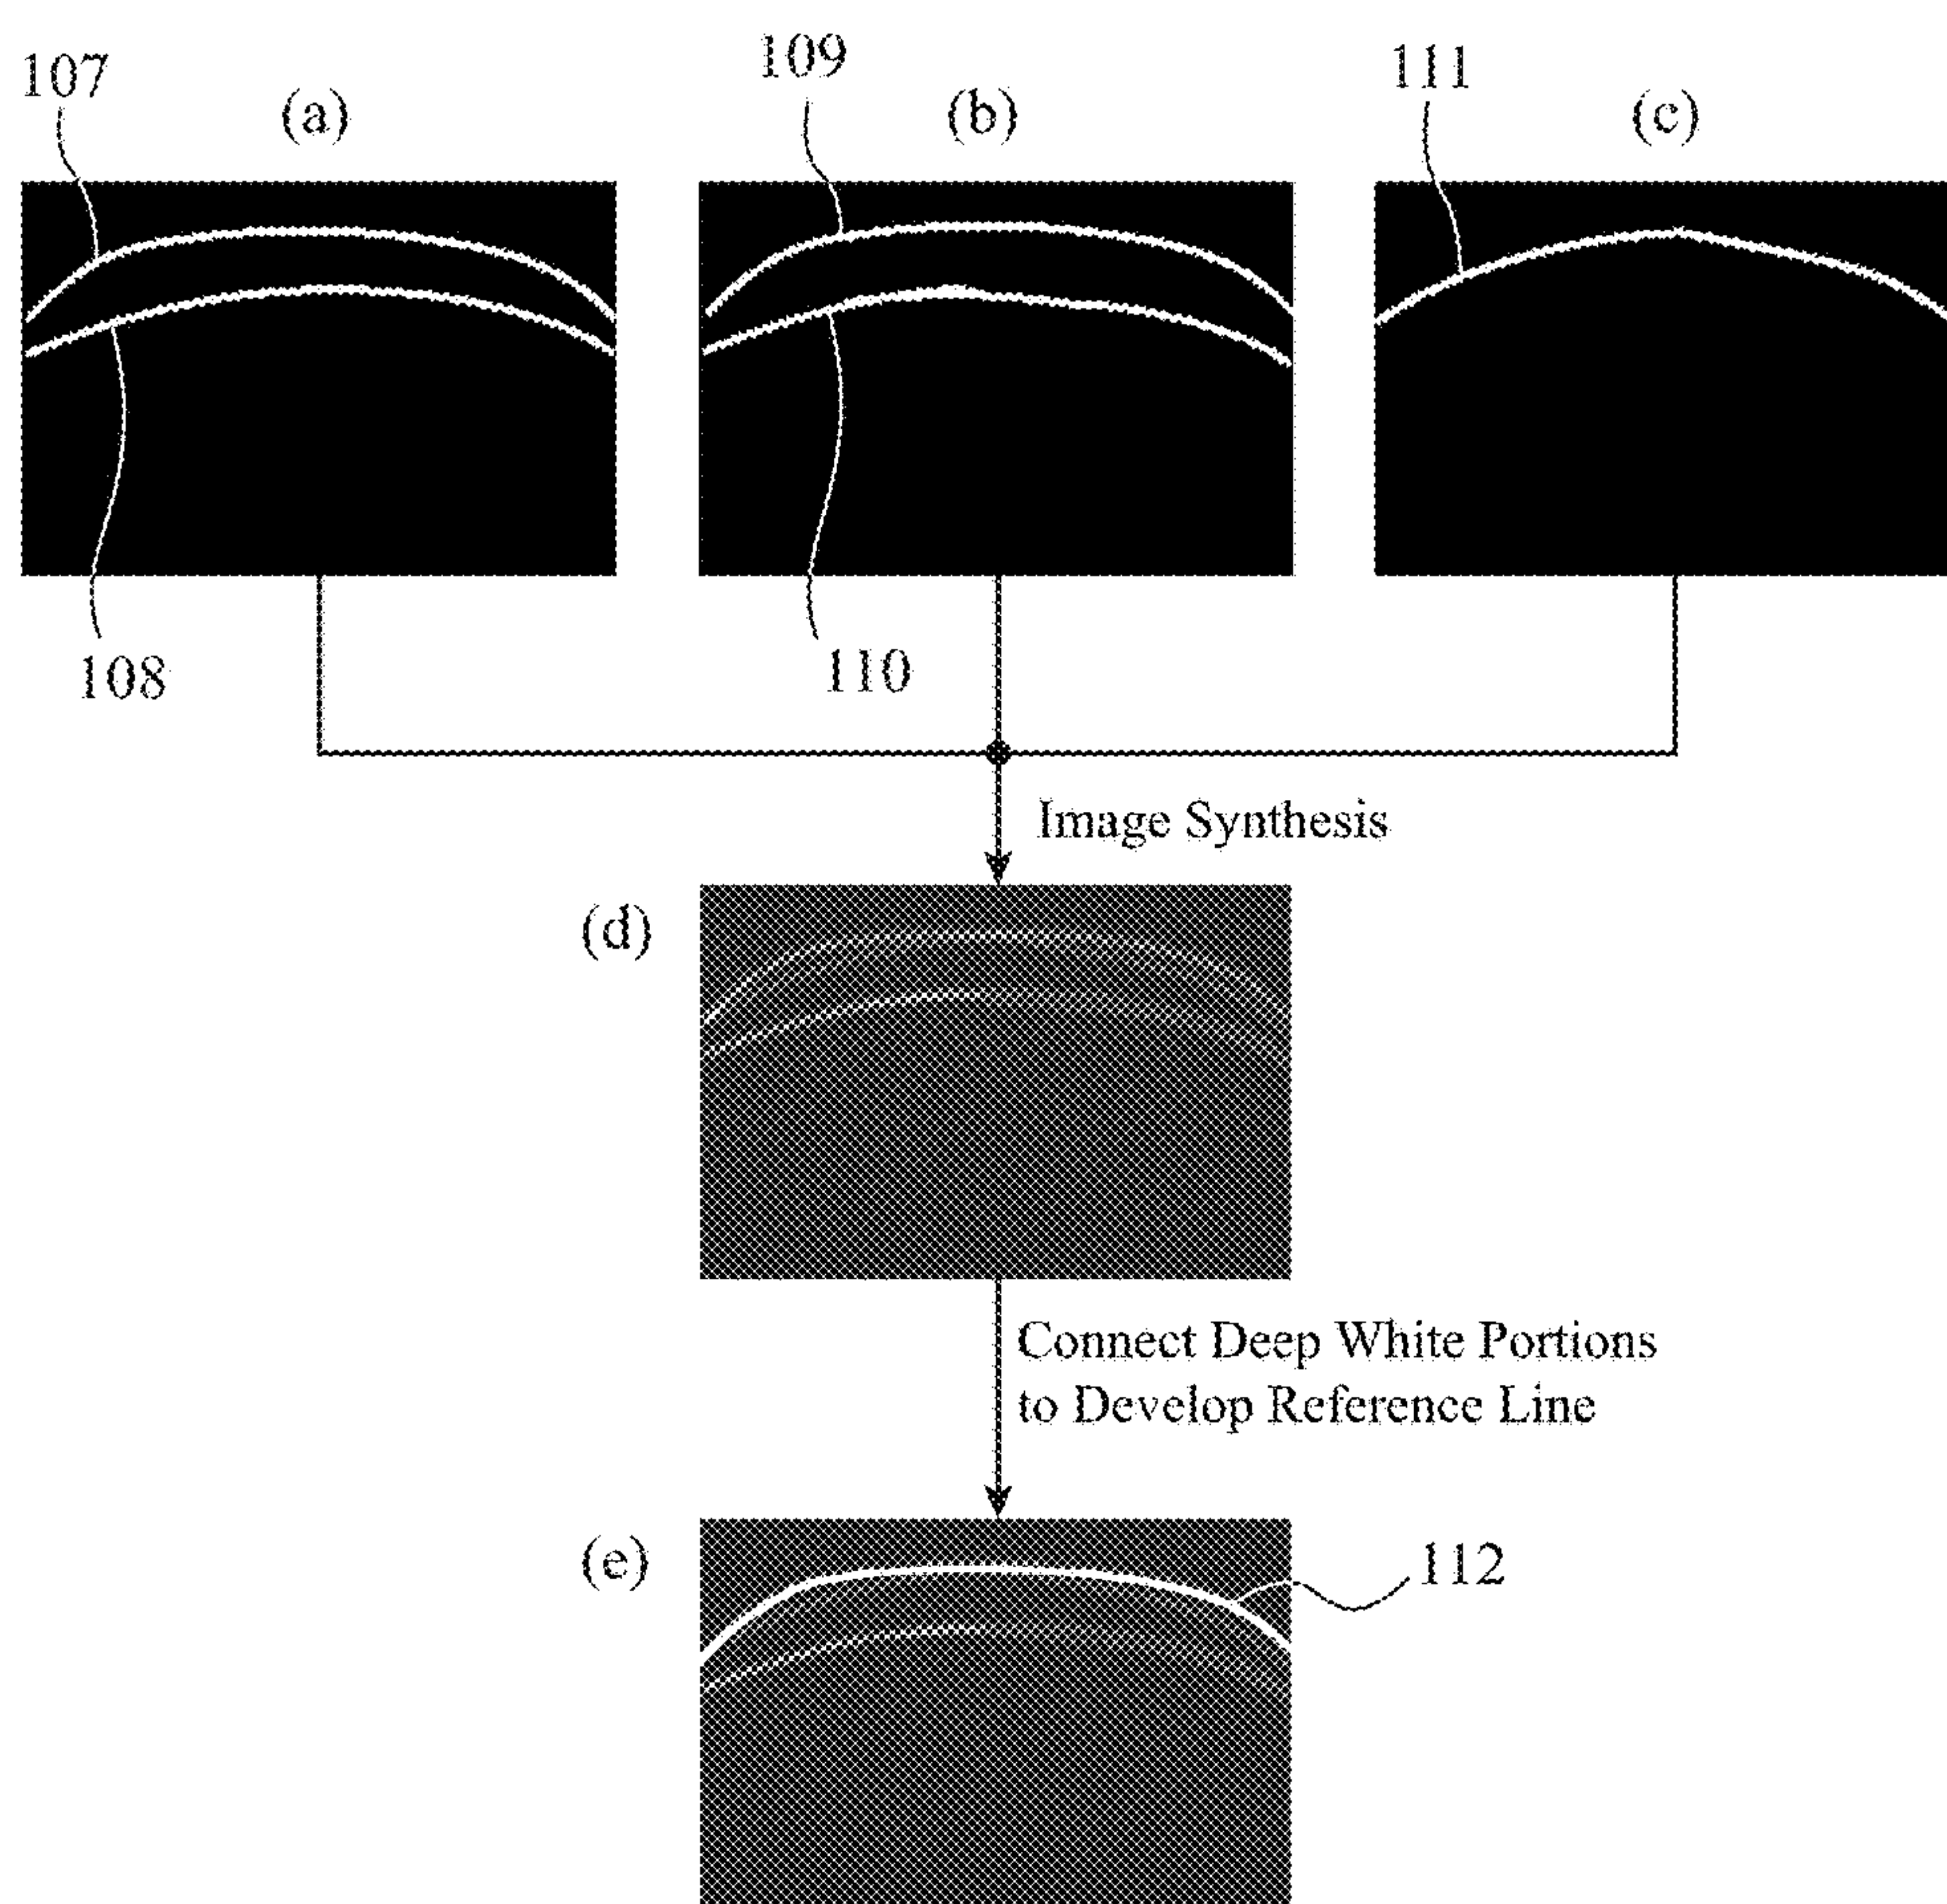 107 (a) 109 (b) 111 (c)
108 110
Image Synthesis
(d)
Connect Deep White Portions
to Develop Reference Line
(e) 112